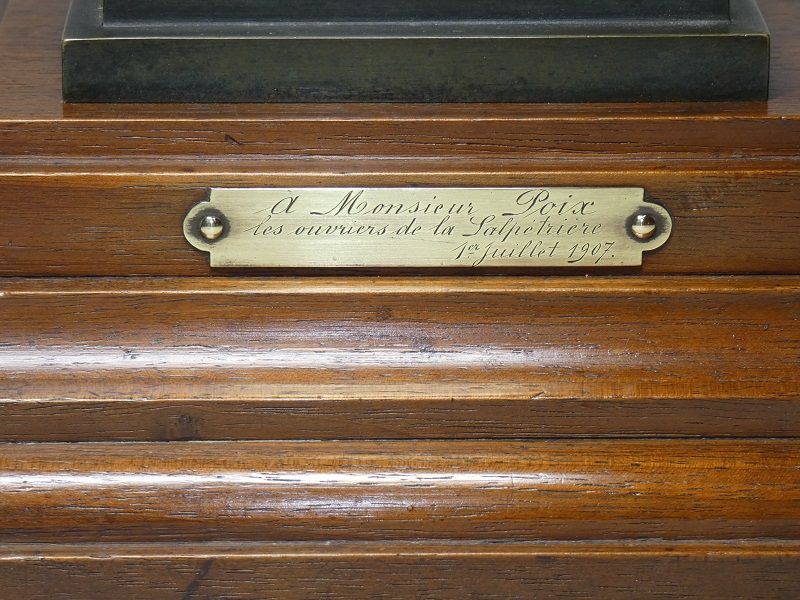 À Monsieur Poix
les ouvriers de la Salpêtrière
1er Juillet 1907.